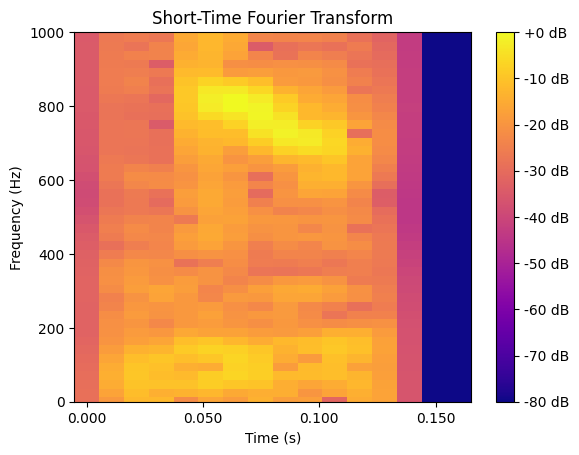 Short-Time Fourier Transform
1000
800
600
400
200
0
Frequency (Hz)
0.000
0.050
0.100
0.150
Time (s)
+0 dB
-10 dB
-20 dB
-30 dB
-40 dB
-50 dB
-60 dB
-70 dB
-80 dB